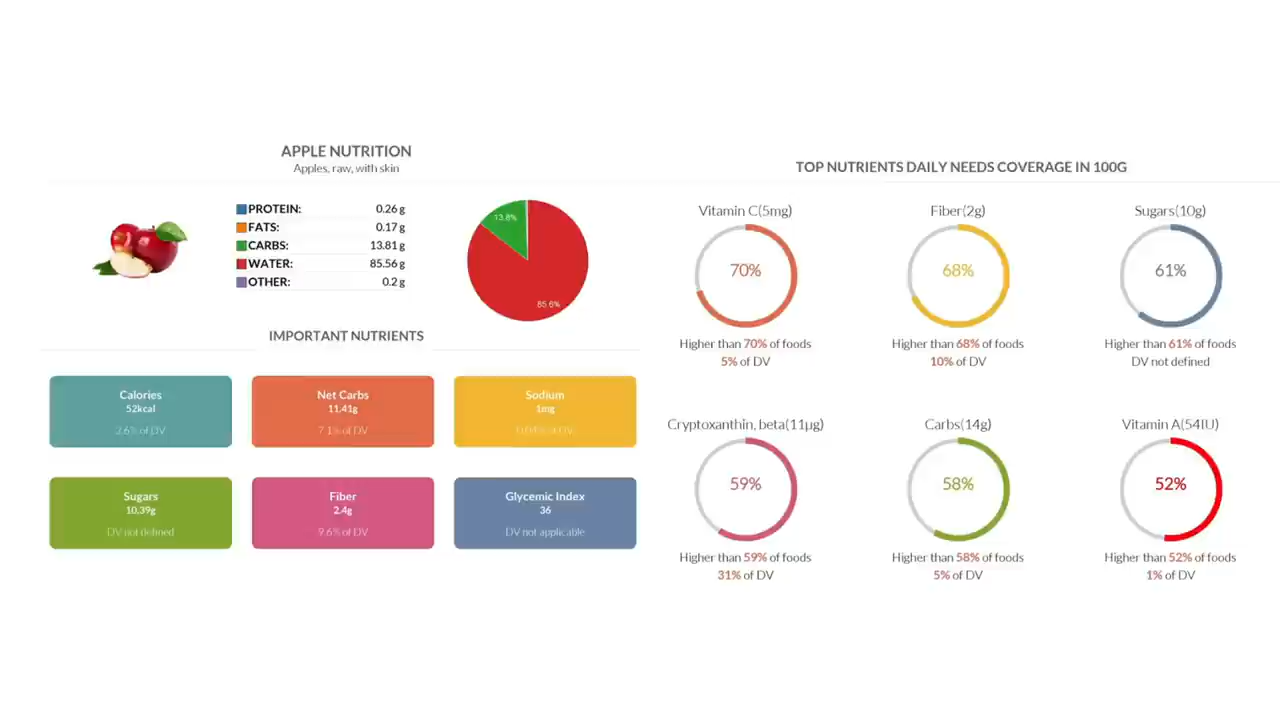 APPLE NUTRITION
Apples, raw, with skin
PROTEIN: 0.26 g
FATS: 0.17 g
CARBS: 13.81 g
WATER: 85.56 g
OTHER: 0.2 g
13.8%
85.6%
IMPORTANT NUTRIENTS
Calories
52kcal
2.6% of DV
Net Carbs
11.41g
7.1% of DV
Sodium
1mg
of DV
Sugars
10.39g
DV not defined
Fiber
2.4g
9.6% of DV
Glycemic Index
36
DV not applicable
TOP NUTRIENTS DAILY NEEDS COVERAGE IN 100G
Vitamin C(5mg)
70%
Higher than 70% of foods
5% of DV
Fiber(2g)
68%
Higher than 68% of foods
10% of DV
Sugars(10g)
61%
Higher than 61% of foods
DV not defined
Cryptoxanthin, beta(11µg)
59%
Higher than 59% of foods
31% of DV
Carbs(14g)
58%
Higher than 58% of foods
5% of DV
Vitamin A(54IU)
52%
Higher than 52% of foods
1% of DV